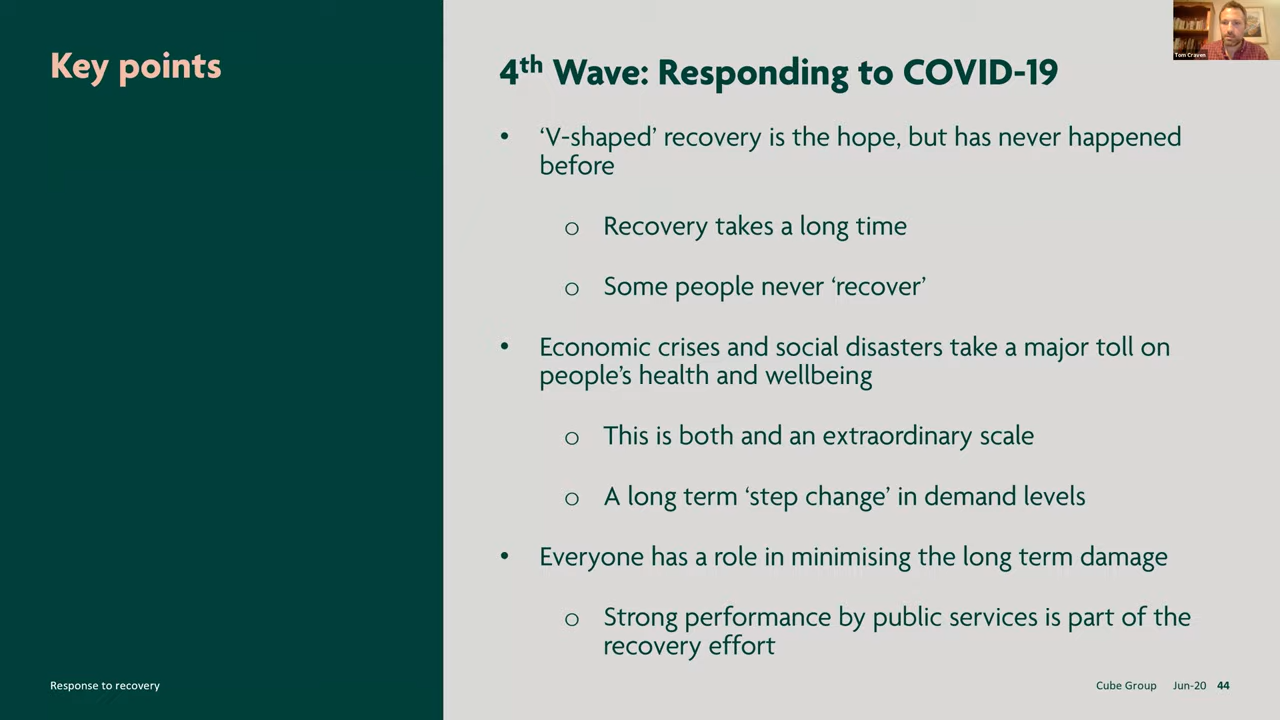 Key points
4th Wave: Responding to COVID-19
• ‘V-shaped’ recovery is the hope, but has never happened
before
o Recovery takes a long time
o Some people never ‘recover’
• Economic crises and social disasters take a major toll on
people’s health and wellbeing
o This is both and an extraordinary scale
o A long term ‘step change’ in demand levels
• Everyone has a role in minimising the long term damage
o Strong performance by public services is part of the
recovery effort
Response to recovery
Cube Group Jun-20 44
Tom Craven